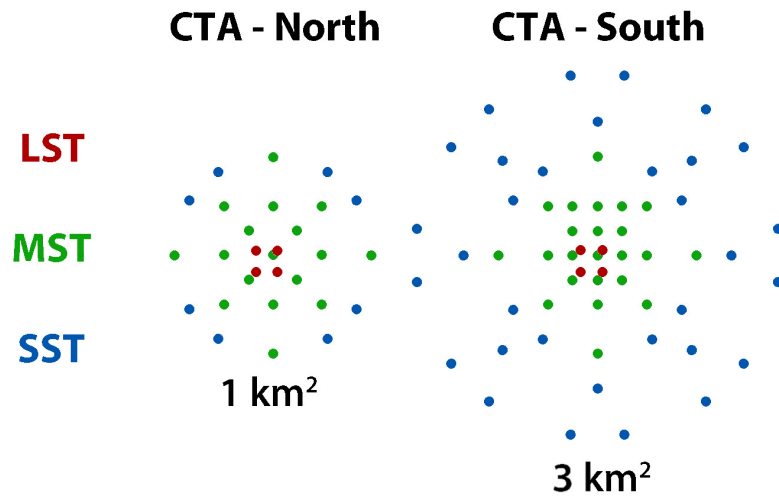 CTA - North
CTA - South
LST
MST
SST
1 km²
3 km²